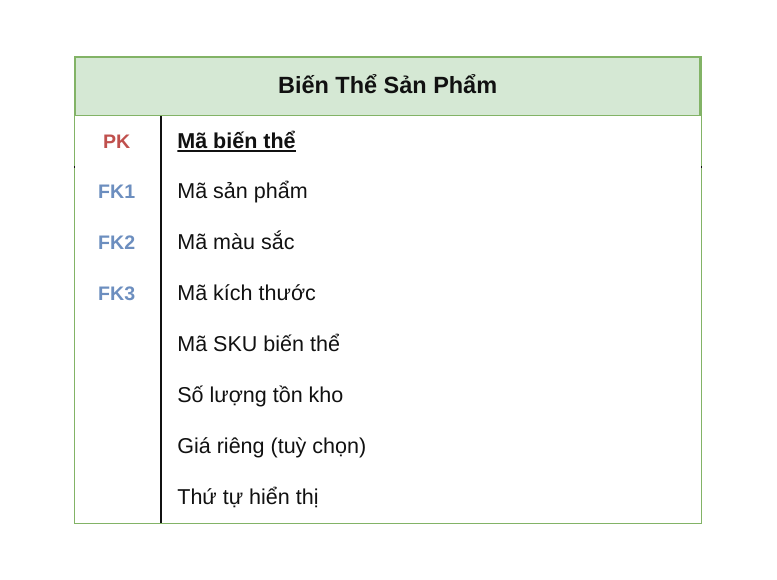 Biến Thể Sản Phẩm
PK Mã biến thể
FK1 Mã sản phẩm
FK2 Mã màu sắc
FK3 Mã kích thước
Mã SKU biến thể
Số lượng tồn kho
Giá riêng (tuỳ chọn)
Thứ tự hiển thị